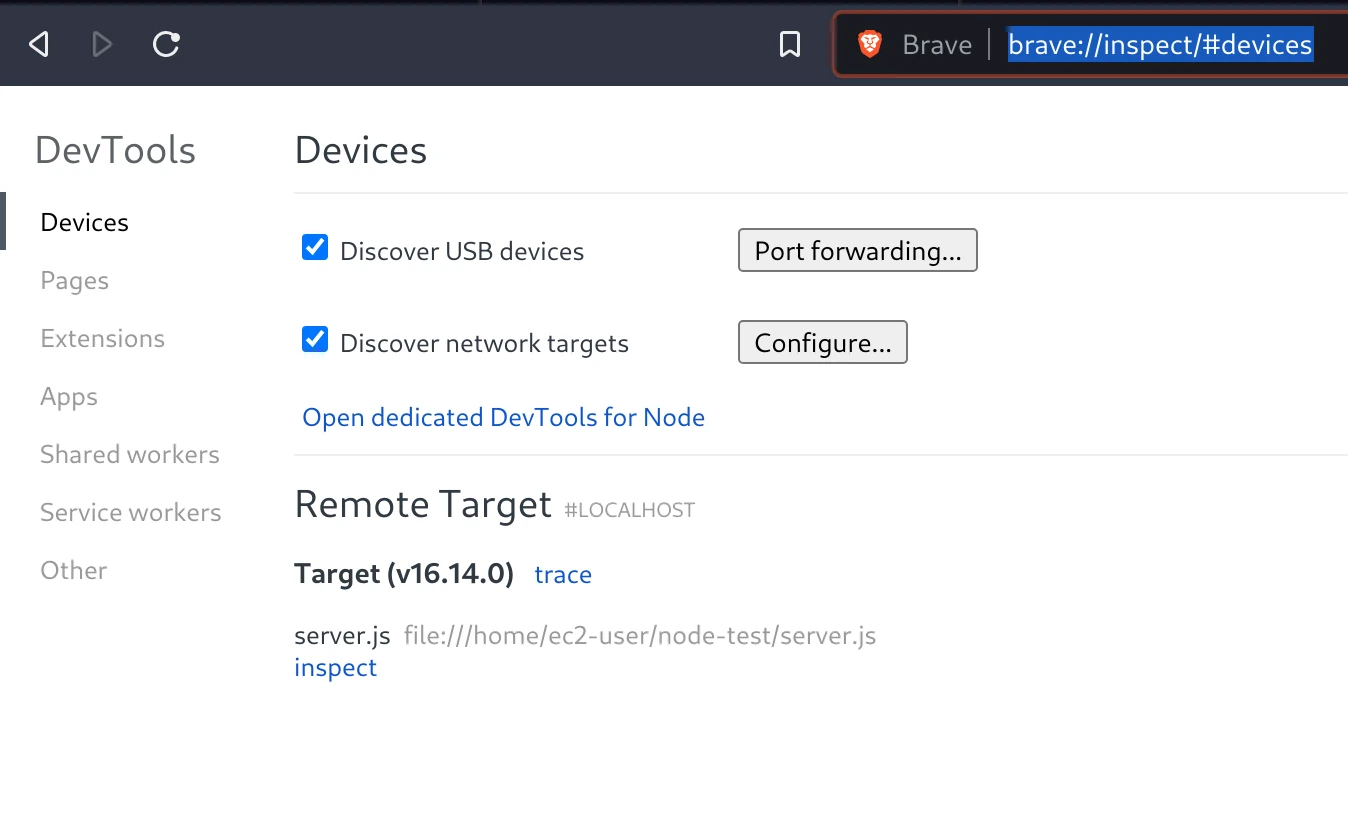 Brave | brave://inspect/#devices
DevTools
Devices
Pages
Extensions
Apps
Shared workers
Service workers
Other
Devices
Discover USB devices
Port forwarding...
Discover network targets
Configure...
Open dedicated DevTools for Node
Remote Target #LOCALHOST
Target (v16.14.0) trace
server.js file:///home/ec2-user/node-test/server.js
inspect